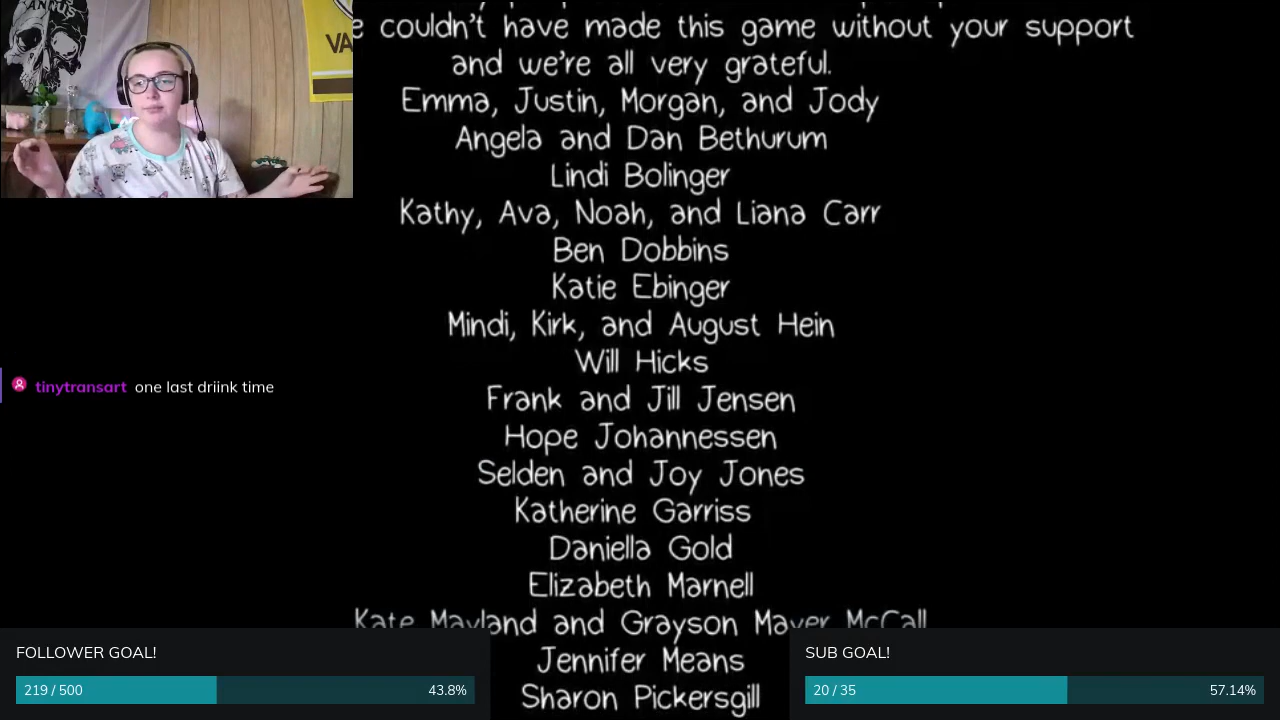 VANNUS
VA
couldn't have made this game without your support
and we're all very grateful.
Emma, Justin, Morgan, and Jody
Angela and Dan Bethurum
Lindi Bolinger
Kathy, Ava, Noah, and Liana Carr
Ben Dobbins
Katie Ebinger
Mindi, Kirk, and August Hein
Will Hicks
tinytransart one last driink time
Frank and Jill Jensen
Hope Johannessen
Selden and Joy Jones
Katherine Garriss
Daniella Gold
Elizabeth Marnell
Kate Mayland and Grayson Mayer McCall
Jennifer Means
Sharon Pickersgill
FOLLOWER GOAL!
219 / 500
43.8%
SUB GOAL!
20 / 35
57.14%